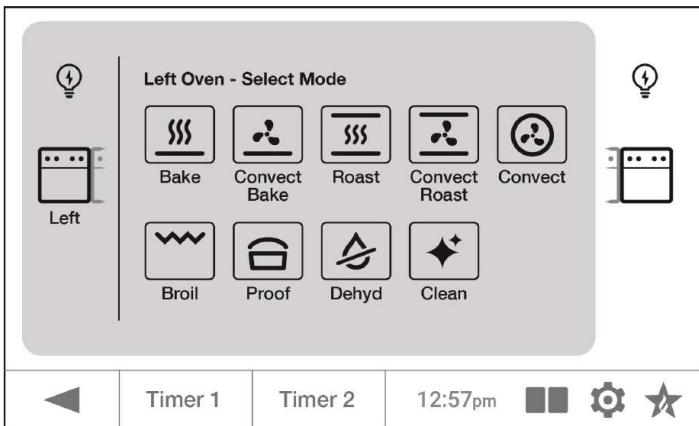 Left Oven - Select Mode
Bake
Convect
Bake
Roast
Convect
Roast
Convect
Left
Broil
Proof
Dehyd
Clean
Timer 1
Timer 2
12:57pm